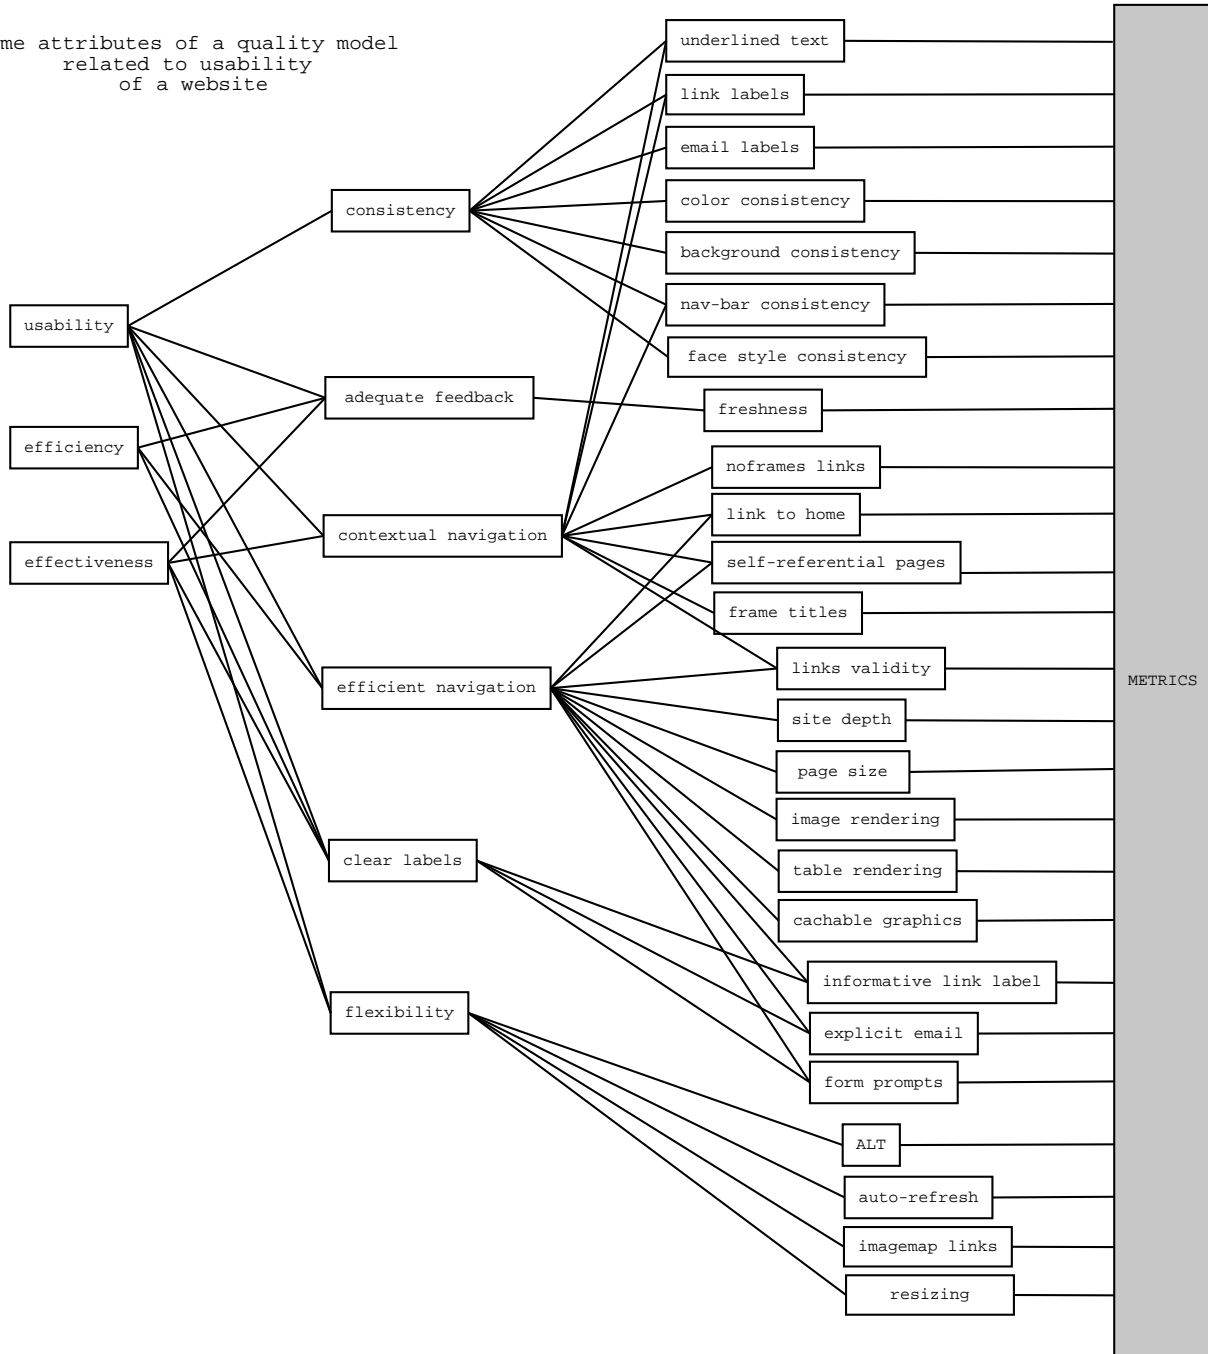 me attributes of a quality model
related to usability
of a website
underlined text
link labels
email labels
color consistency
consistency
background consistency
nav-bar consistency
usability
face style consistency
adequate feedback
freshness
efficiency
noframes links
link to home
contextual navigation
effectiveness
self-referential pages
frame titles
links validity
METRICS
efficient navigation
site depth
page size
image rendering
clear labels
table rendering
cachable graphics
informative link label
flexibility
explicit email
form prompts
ALT
auto-refresh
imagemap links
resizing